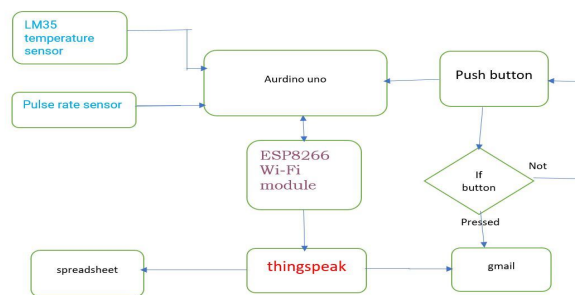 LM35
temperature
sensor
Aurdino uno
Push button
Pulse rate sensor
ESP8266
Wi-Fi
module
If
button
Not
Pressed
spreadsheet
thingspeak
gmail